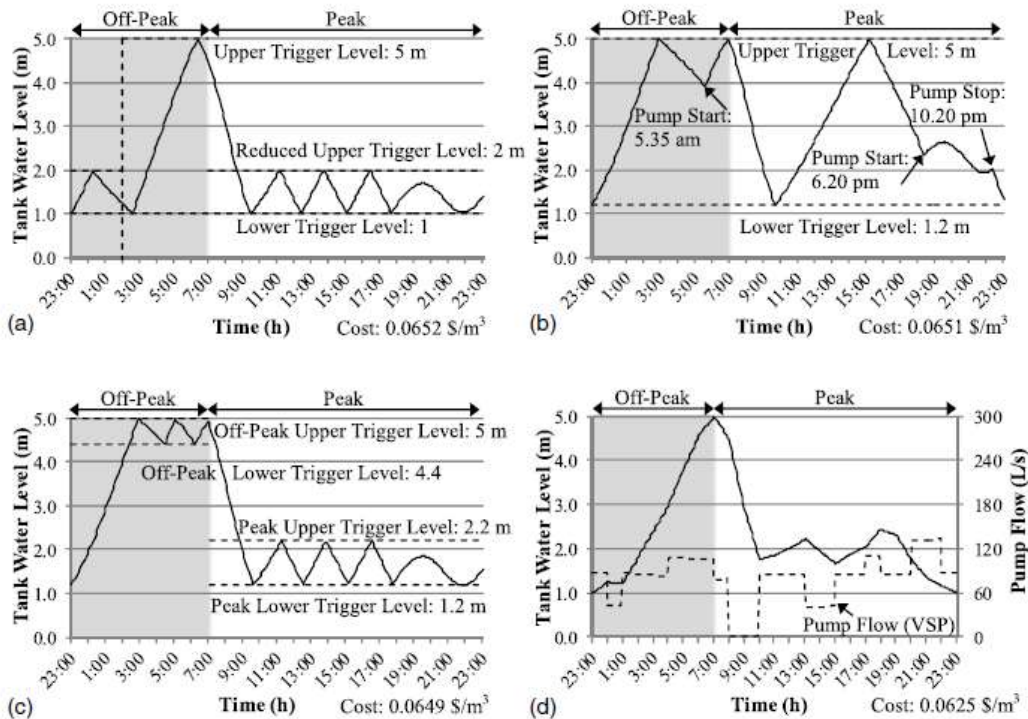 Off-Peak Peak
5.0
4.0
3.0
2.0
1.0
0.0
Tank Water Level (m)
Upper Trigger Level: 5 m
Reduced Upper Trigger Level: 2 m
Lower Trigger Level: 1
23:00 1:00 3:00 5:00 7:00 9:00 11:00 13:00 15:00 17:00 19:00 21:00 23:00
(a) Time (h) Cost: 0.0652 $/m³
Off-Peak Peak
5.0
4.0
3.0
2.0
1.0
0.0
Tank Water Level (m)
Upper Trigger Level: 5 m
Pump Start:
5.35 am
Pump Stop:
10.20 pm
Pump Start:
6.20 pm
Lower Trigger Level: 1.2 m
23:00 1:00 3:00 5:00 7:00 9:00 11:00 13:00 15:00 17:00 19:00 21:00 23:00
(b) Time (h) Cost: 0.0651 $/m³
Off-Peak Peak
5.0
4.0
3.0
2.0
1.0
0.0
Tank Water Level (m)
Off-Peak Upper Trigger Level: 5 m
Off-Peak Lower Trigger Level: 4.4
Peak Upper Trigger Level: 2.2 m
Peak Lower Trigger Level: 1.2 m
23:00 1:00 3:00 5:00 7:00 9:00 11:00 13:00 15:00 17:00 19:00 21:00 23:00
(c) Time (h) Cost: 0.0649 $/m³
Off-Peak Peak
5.0
4.0
3.0
2.0
1.0
0.0
Tank Water Level (m)
300
240
180
120
60
0
Pump Flow (L/s)
Pump Flow (VSP)
23:00 1:00 3:00 5:00 7:00 9:00 11:00 13:00 15:00 17:00 19:00 21:00 23:00
(d) Time (h) Cost: 0.0625 $/m³